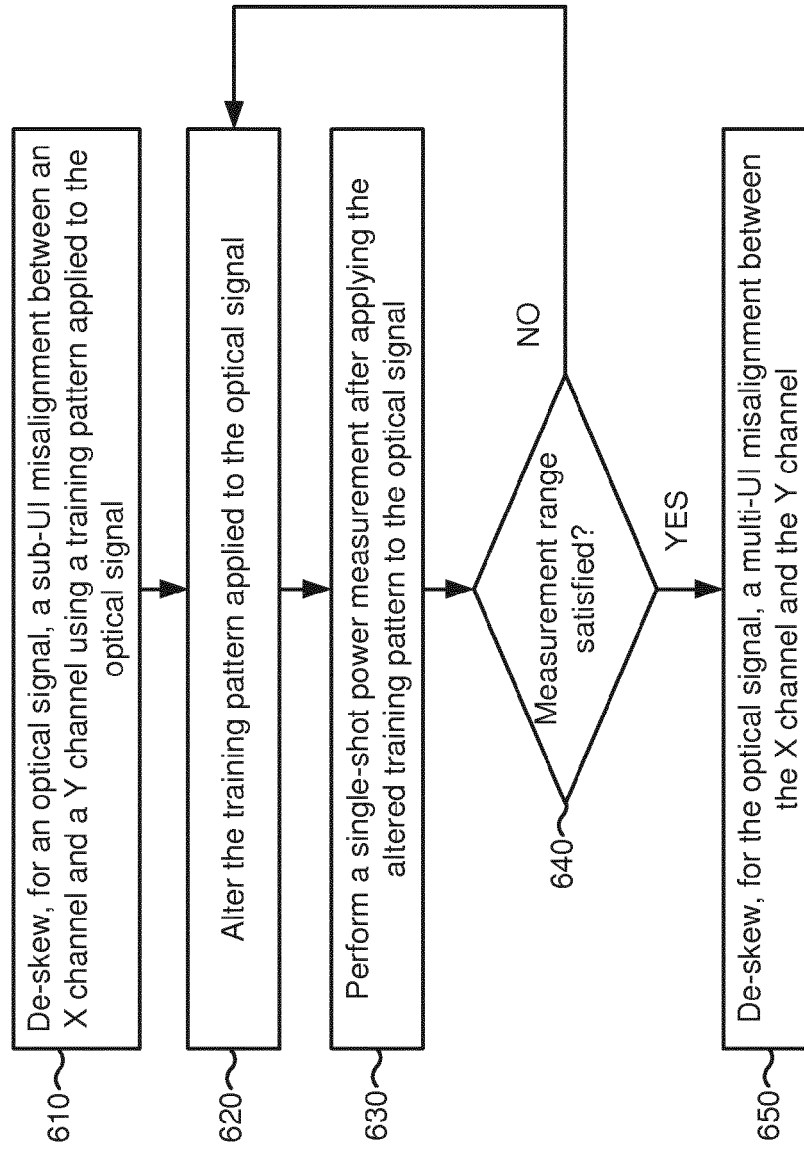 610
De-skew, for an optical signal, a sub-UI misalignment between an
X channel and a Y channel using a training pattern applied to the
optical signal
620
Alter the training pattern applied to the optical signal
630
Perform a single-shot power measurement after applying the
altered training pattern to the optical signal
640
Measurement range
satisfied?
NO
YES
650
De-skew, for the optical signal, a multi-UI misalignment between
the X channel and the Y channel